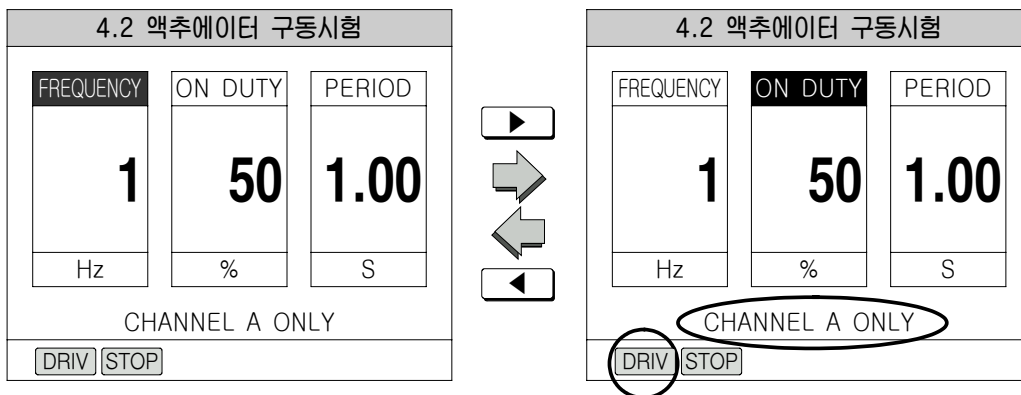 4.2 액추에이터 구동시험
FREQUENCY ON DUTY PERIOD
1 50 1.00
Hz % S
CHANNEL A ONLY
DRIV STOP
4.2 액추에이터 구동시험
FREQUENCY ON DUTY PERIOD
1 50 1.00
Hz % S
CHANNEL A ONLY
DRIV STOP